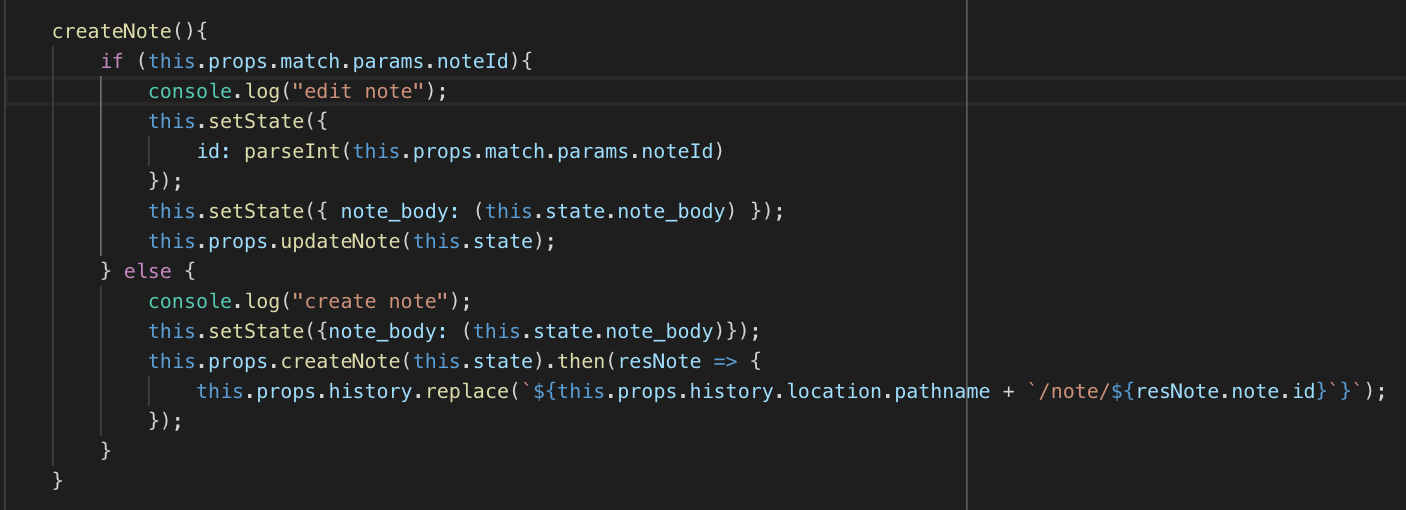 createNote(){
    if (this.props.match.params.noteId){
        console.log("edit note");
        this.setState({
            id: parseInt(this.props.match.params.noteId)
        });
        this.setState({ note_body: (this.state.note_body) });
        this.props.updateNote(this.state);
    } else {
        console.log("create note");
        this.setState({note_body: (this.state.note_body)});
        this.props.createNote(this.state).then(resNote => {
            this.props.history.replace(`${this.props.history.location.pathname + `/note/${resNote.note.id}`}`);
        });
    }
}